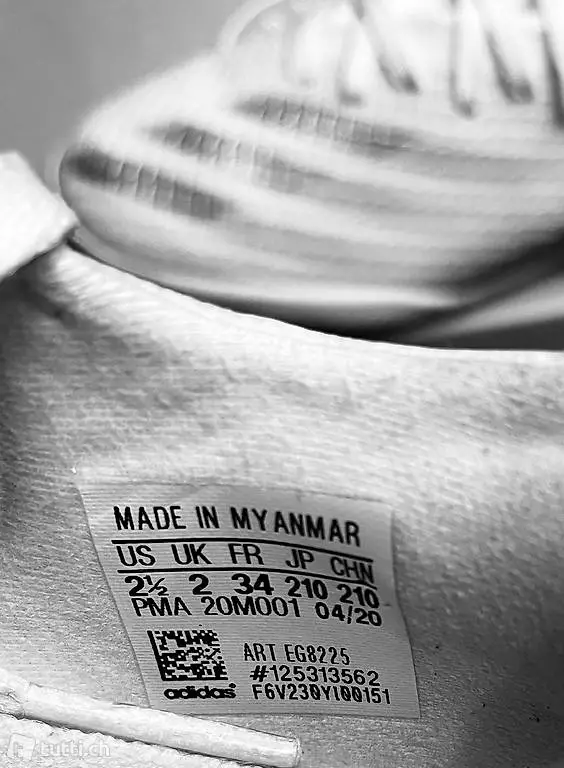 MADE IN MYANMAR
US UK FR JP CHN
2½ 2 34 210 210
PMA 20M001 04/20
ART EG8225
#125313562
adidas F6V230YI00151
tutti.ch